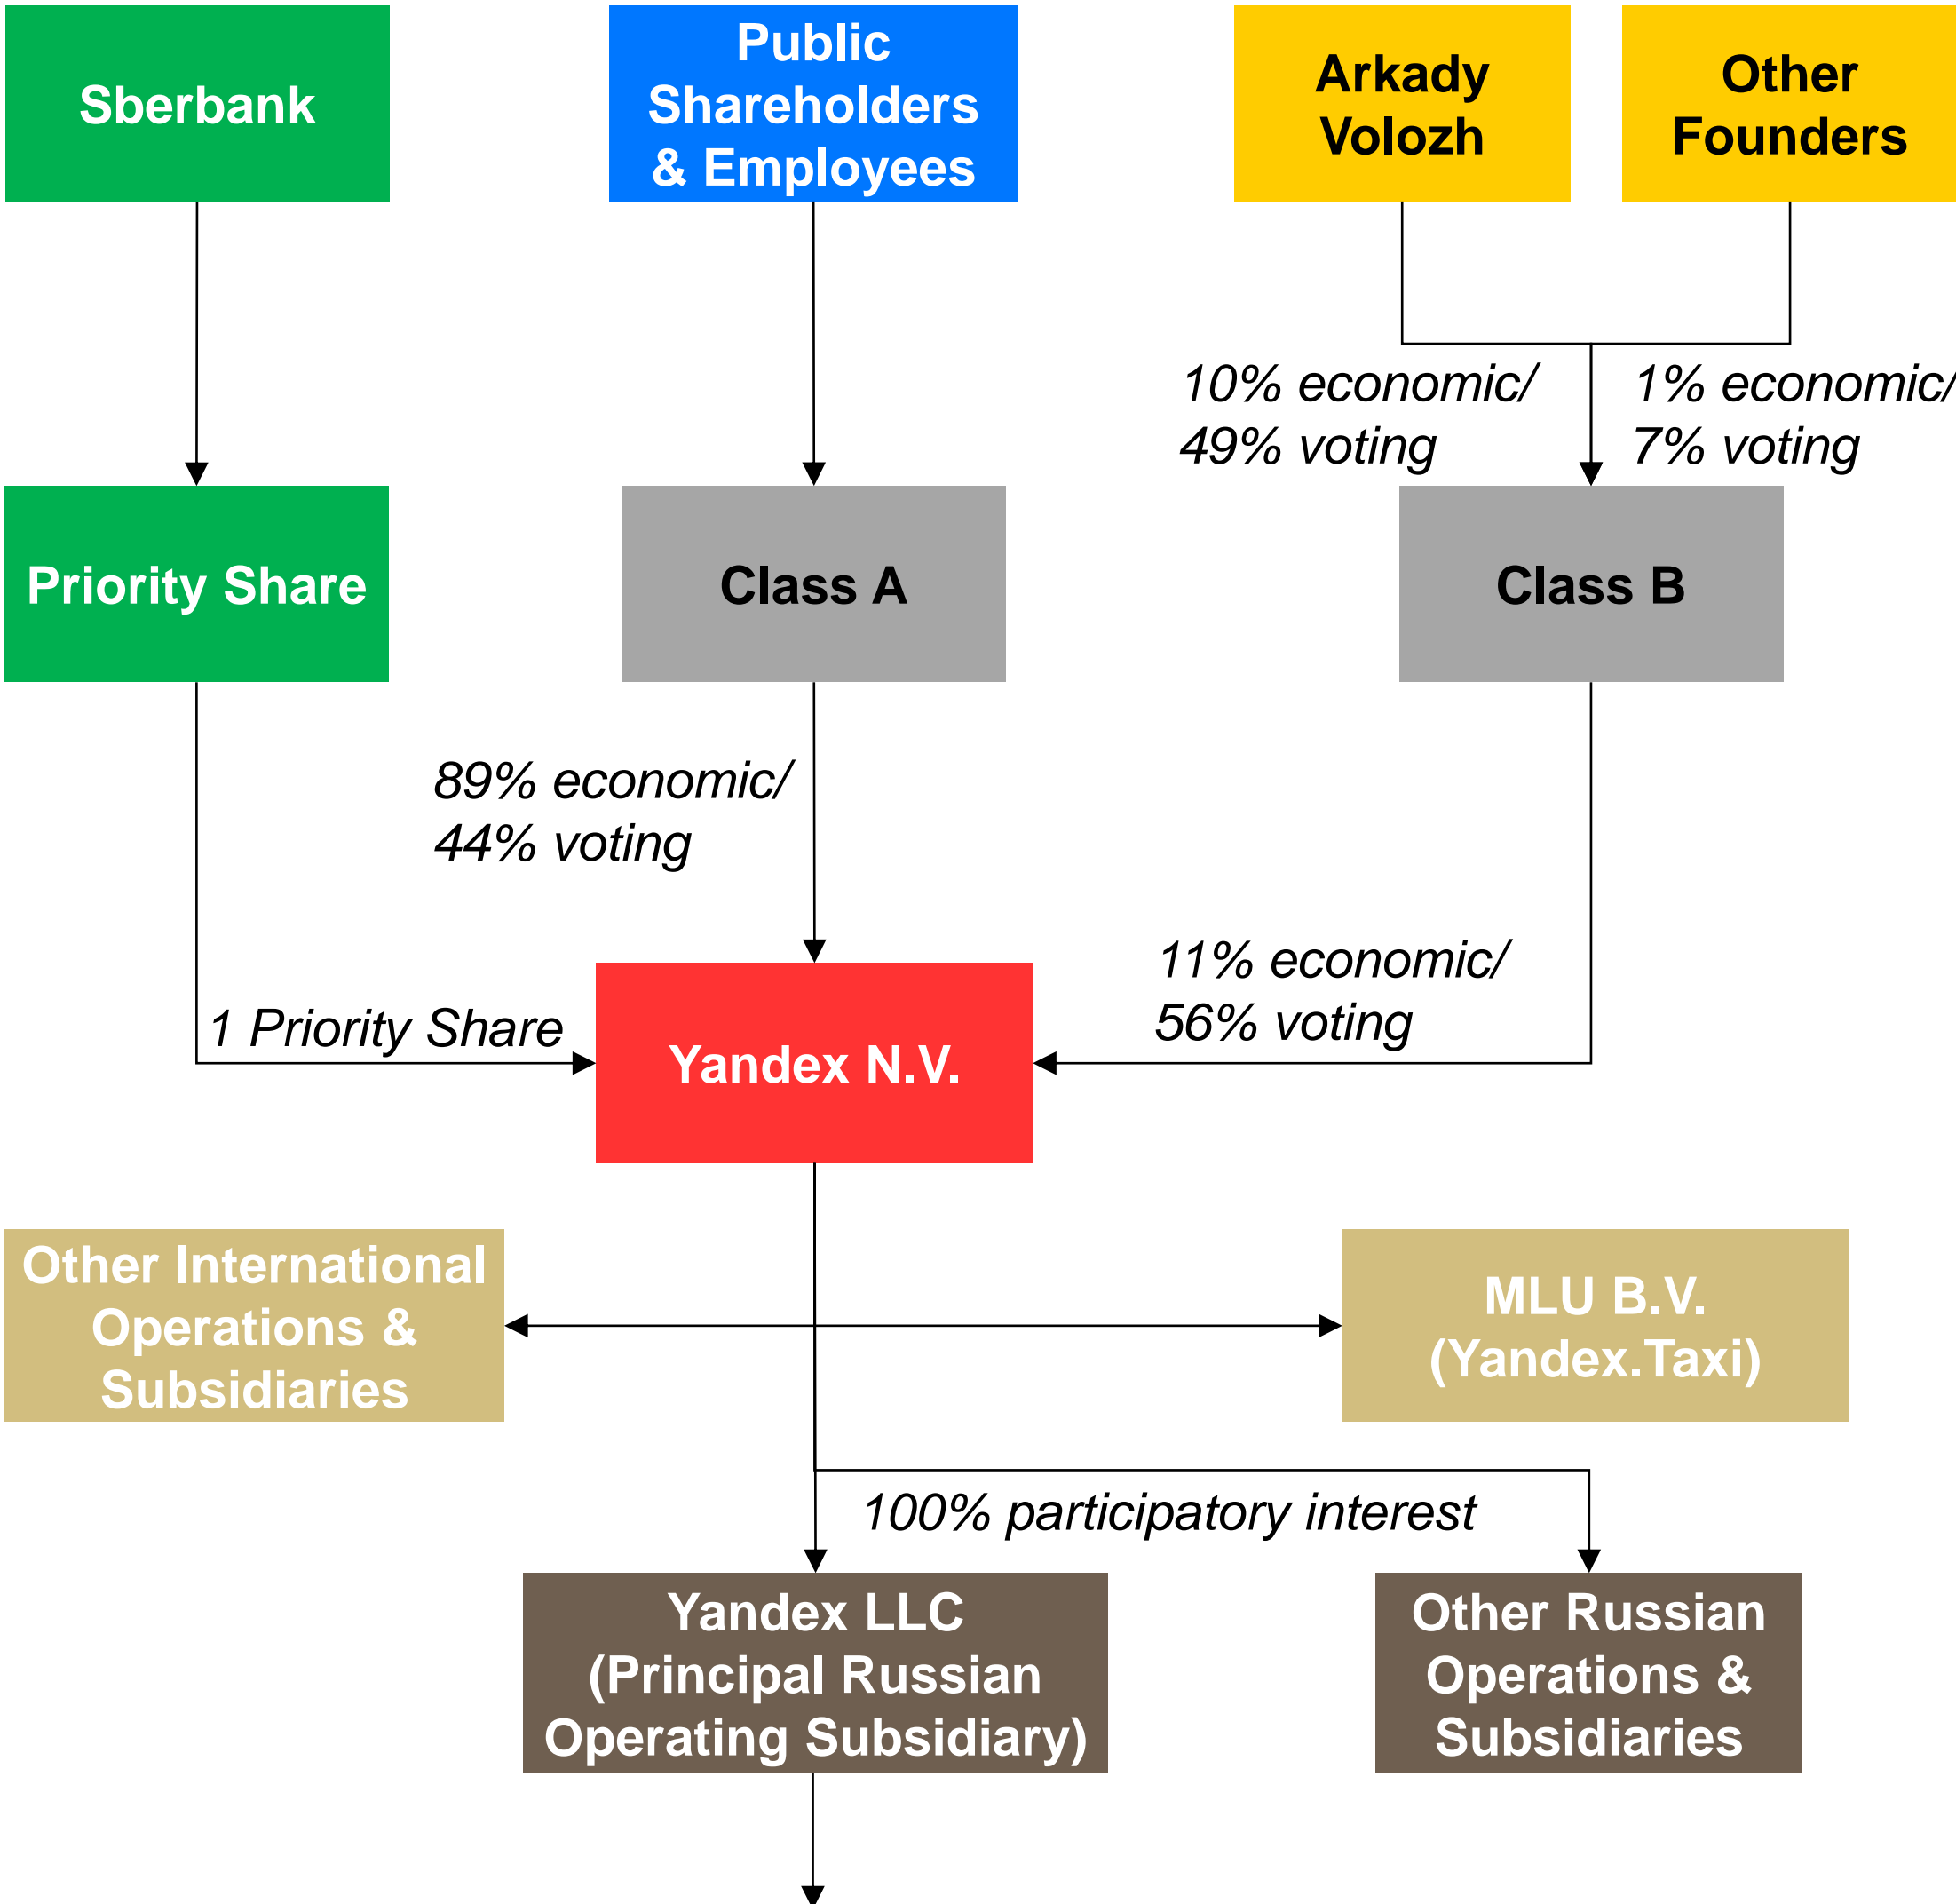 Sberbank
Public
Shareholders
& Employees
Arkady
Volozh
Other
Founders
10% economic/
49% voting
1% economic/
7% voting
Priority Share
Class A
Class B
89% economic/
44% voting
11% economic/
56% voting
1 Priority Share
Yandex N.V.
Other International
Operations &
Subsidiaries
MLU B.V.
(Yandex.Taxi)
100% participatory interest
Yandex LLC
(Principal Russian
Operating Subsidiary)
Other Russian
Operations &
Subsidiaries